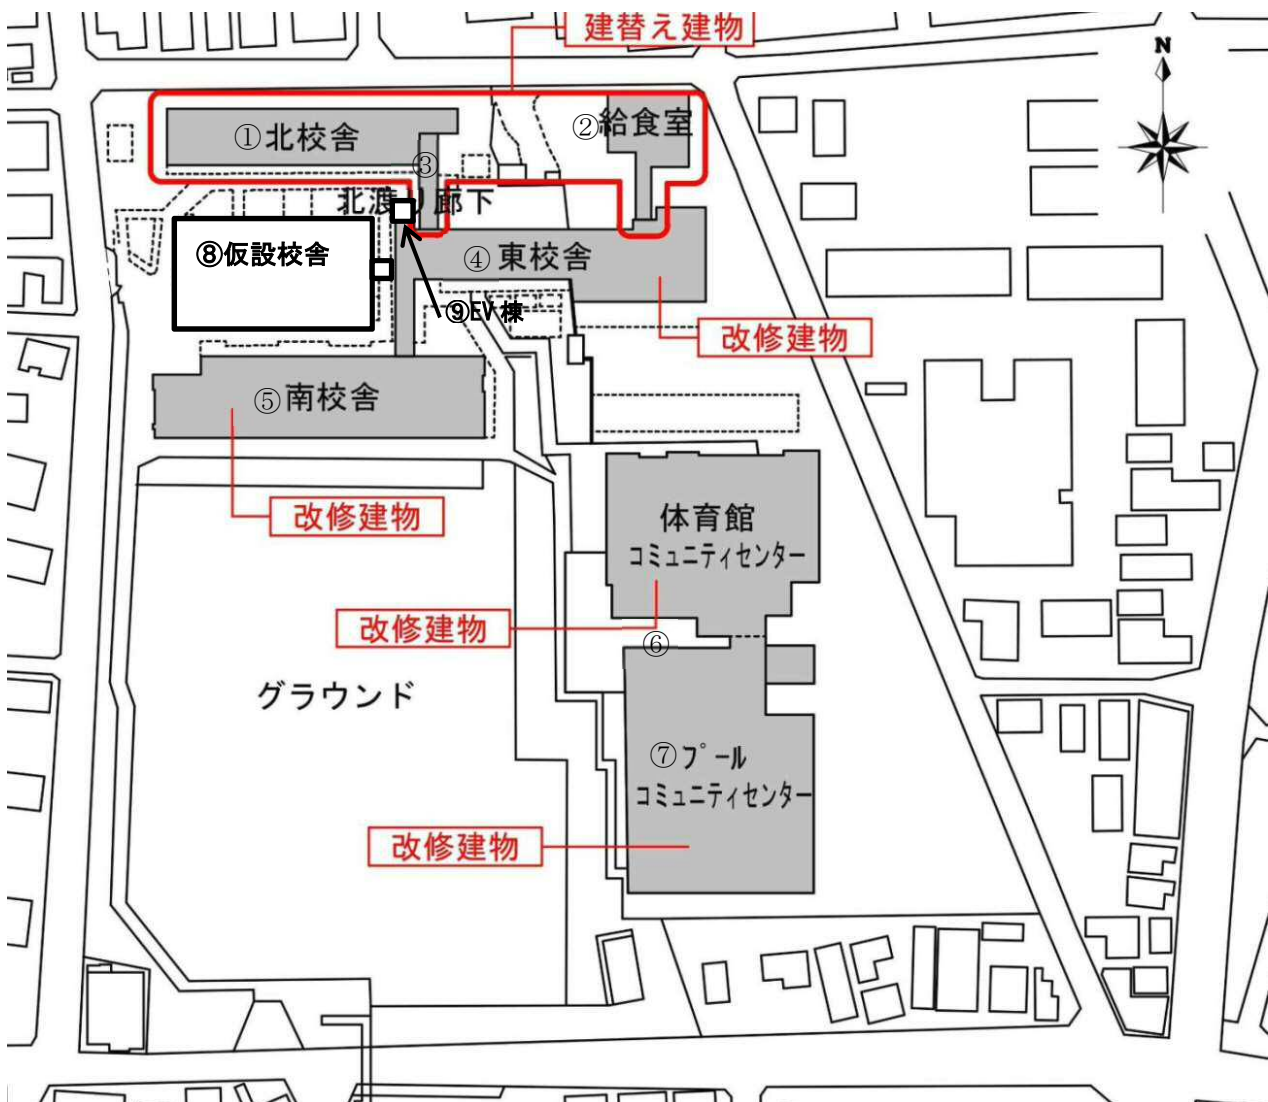 建替え建物
N
①北校舎
②給食室
③
北渡り廊下
⑧仮設校舎
④東校舎
⑨EV棟
改修建物
⑤南校舎
改修建物
体育館
コミュニティセンター
改修建物
⑥
グラウンド
⑦プール
コミュニティセンター
改修建物